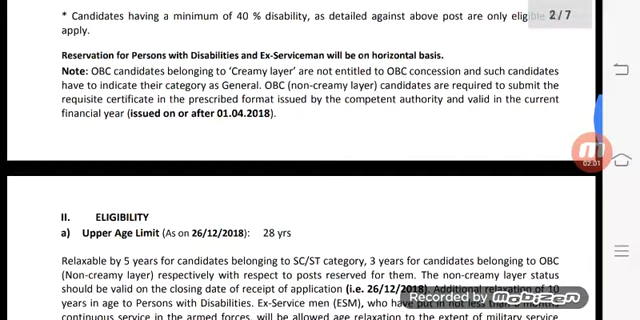 * Candidates having a minimum of 40 % disability, as detailed against above post are only eligible
apply.
2/7
Reservation for Persons with Disabilities and Ex-Serviceman will be on horizontal basis.
Note: OBC candidates belonging to ‘Creamy layer’ are not entitled to OBC concession and such candidates
have to indicate their category as General. OBC (non-creamy layer) candidates are required to submit the
requisite certificate in the prescribed format issued by the competent authority and valid in the current
financial year (issued on or after 01.04.2018).
02:01
II. ELIGIBILITY
a) Upper Age Limit (As on 26/12/2018): 28 yrs
Relaxable by 5 years for candidates belonging to SC/ST category, 3 years for candidates belonging to OBC
(Non-creamy layer) respectively with respect to posts reserved for them. The non-creamy layer status
should be valid on the closing date of receipt of application (i.e. 26/12/2018). Additional relaxation of 10
years in age to Persons with Disabilities. Ex-Service men (ESM), who have put in not less than 6 months
continuous service in the armed forces, will be allowed age relaxation to the extent of military service
Recorded by mobizen